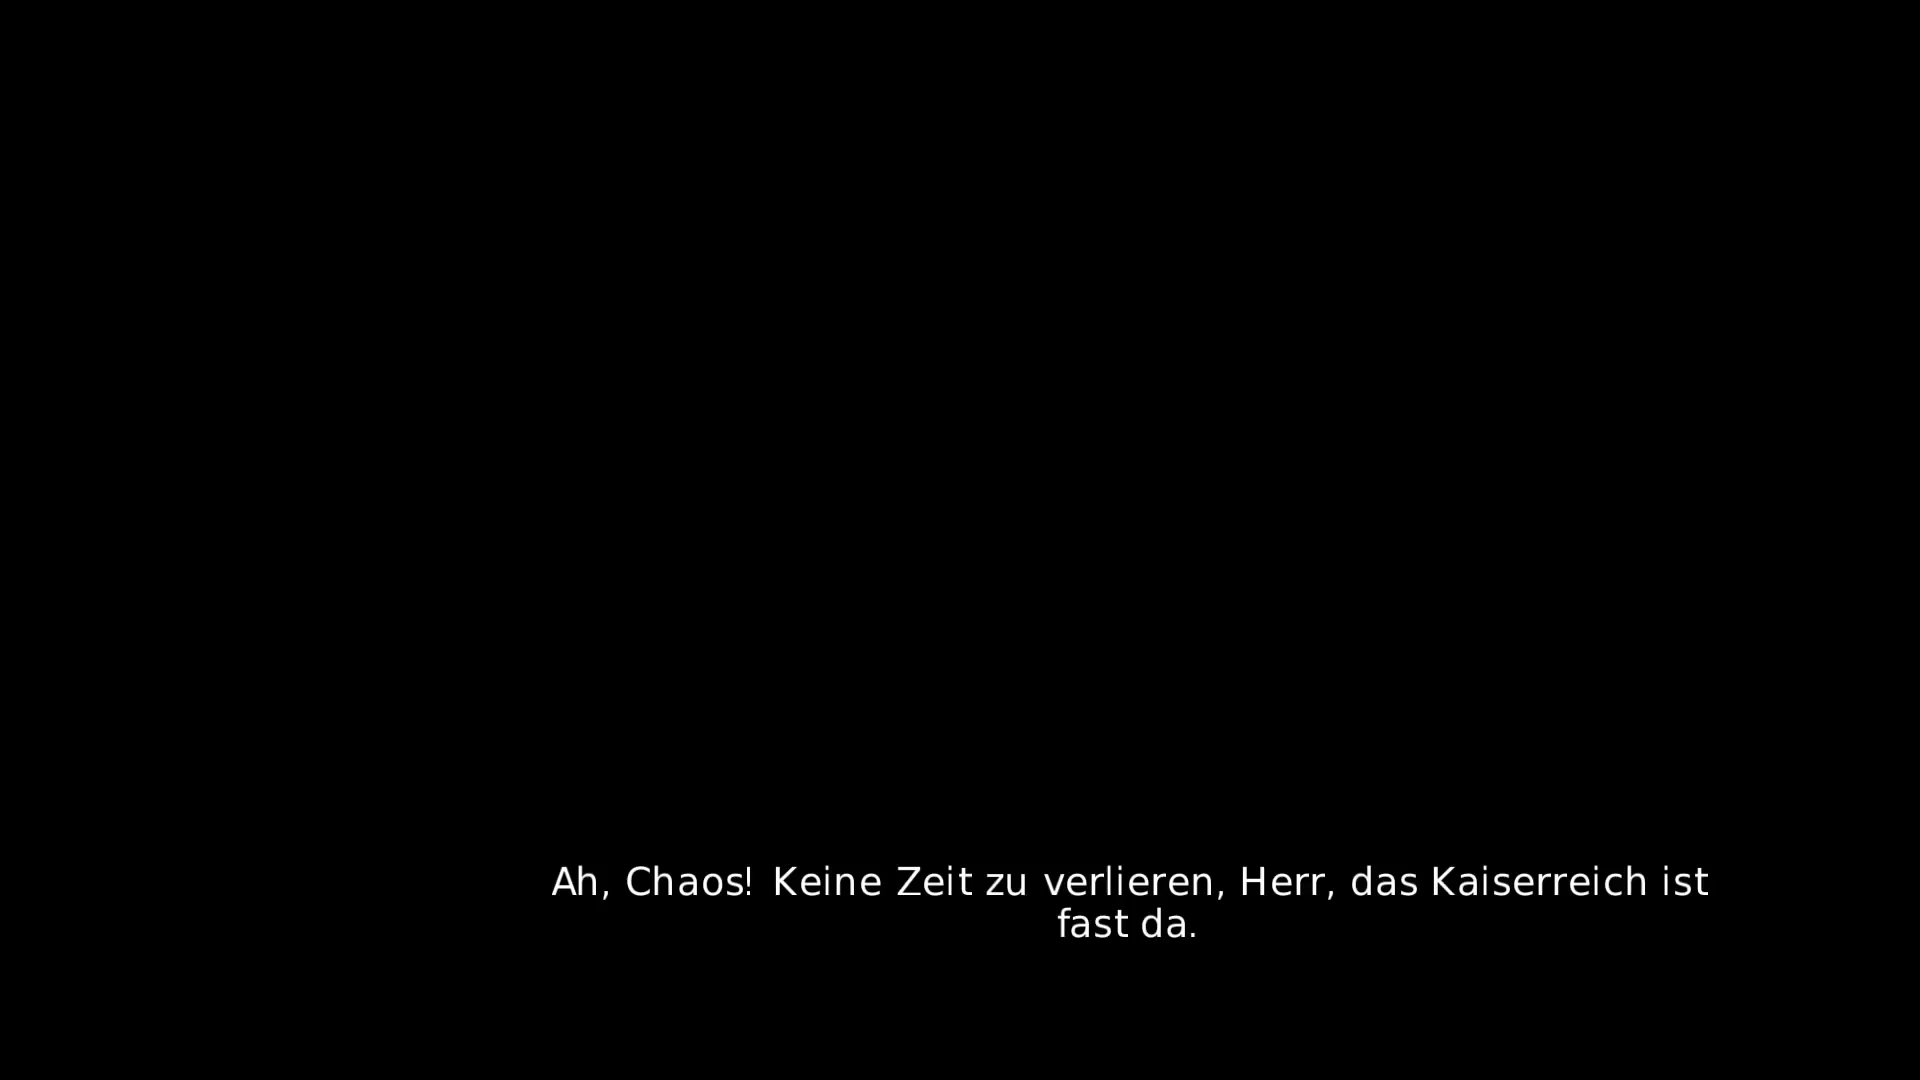 Ah, Chaos! Keine Zeit zu verlieren, Herr, das Kaiserreich ist
fast da.